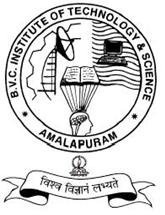 B.V.C. INSTITUTE OF TECHNOLOGY & SCIENCE
AMALAPURAM
विश्व विज्ञानं लभ्यते